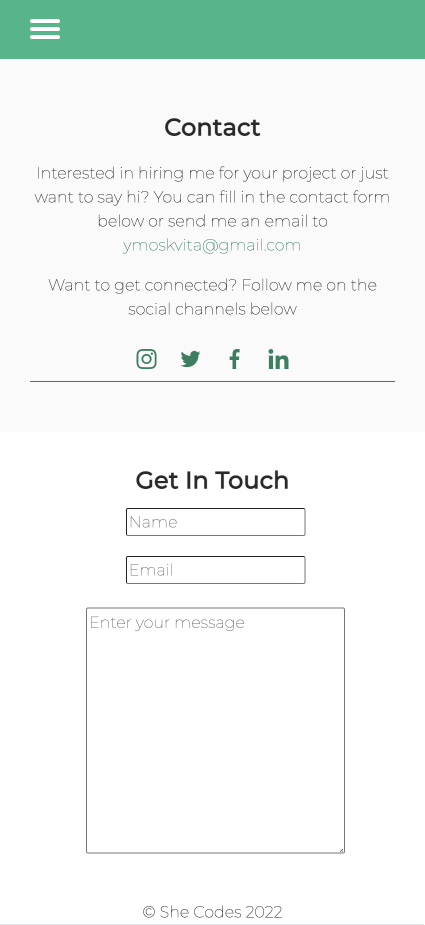 Contact
Interested in hiring me for your project or just
want to say hi? You can fill in the contact form
below or send me an email to
ymoskvita@gmail.com
Want to get connected? Follow me on the
social channels below
Get In Touch
Name
Email
Enter your message
© She Codes 2022